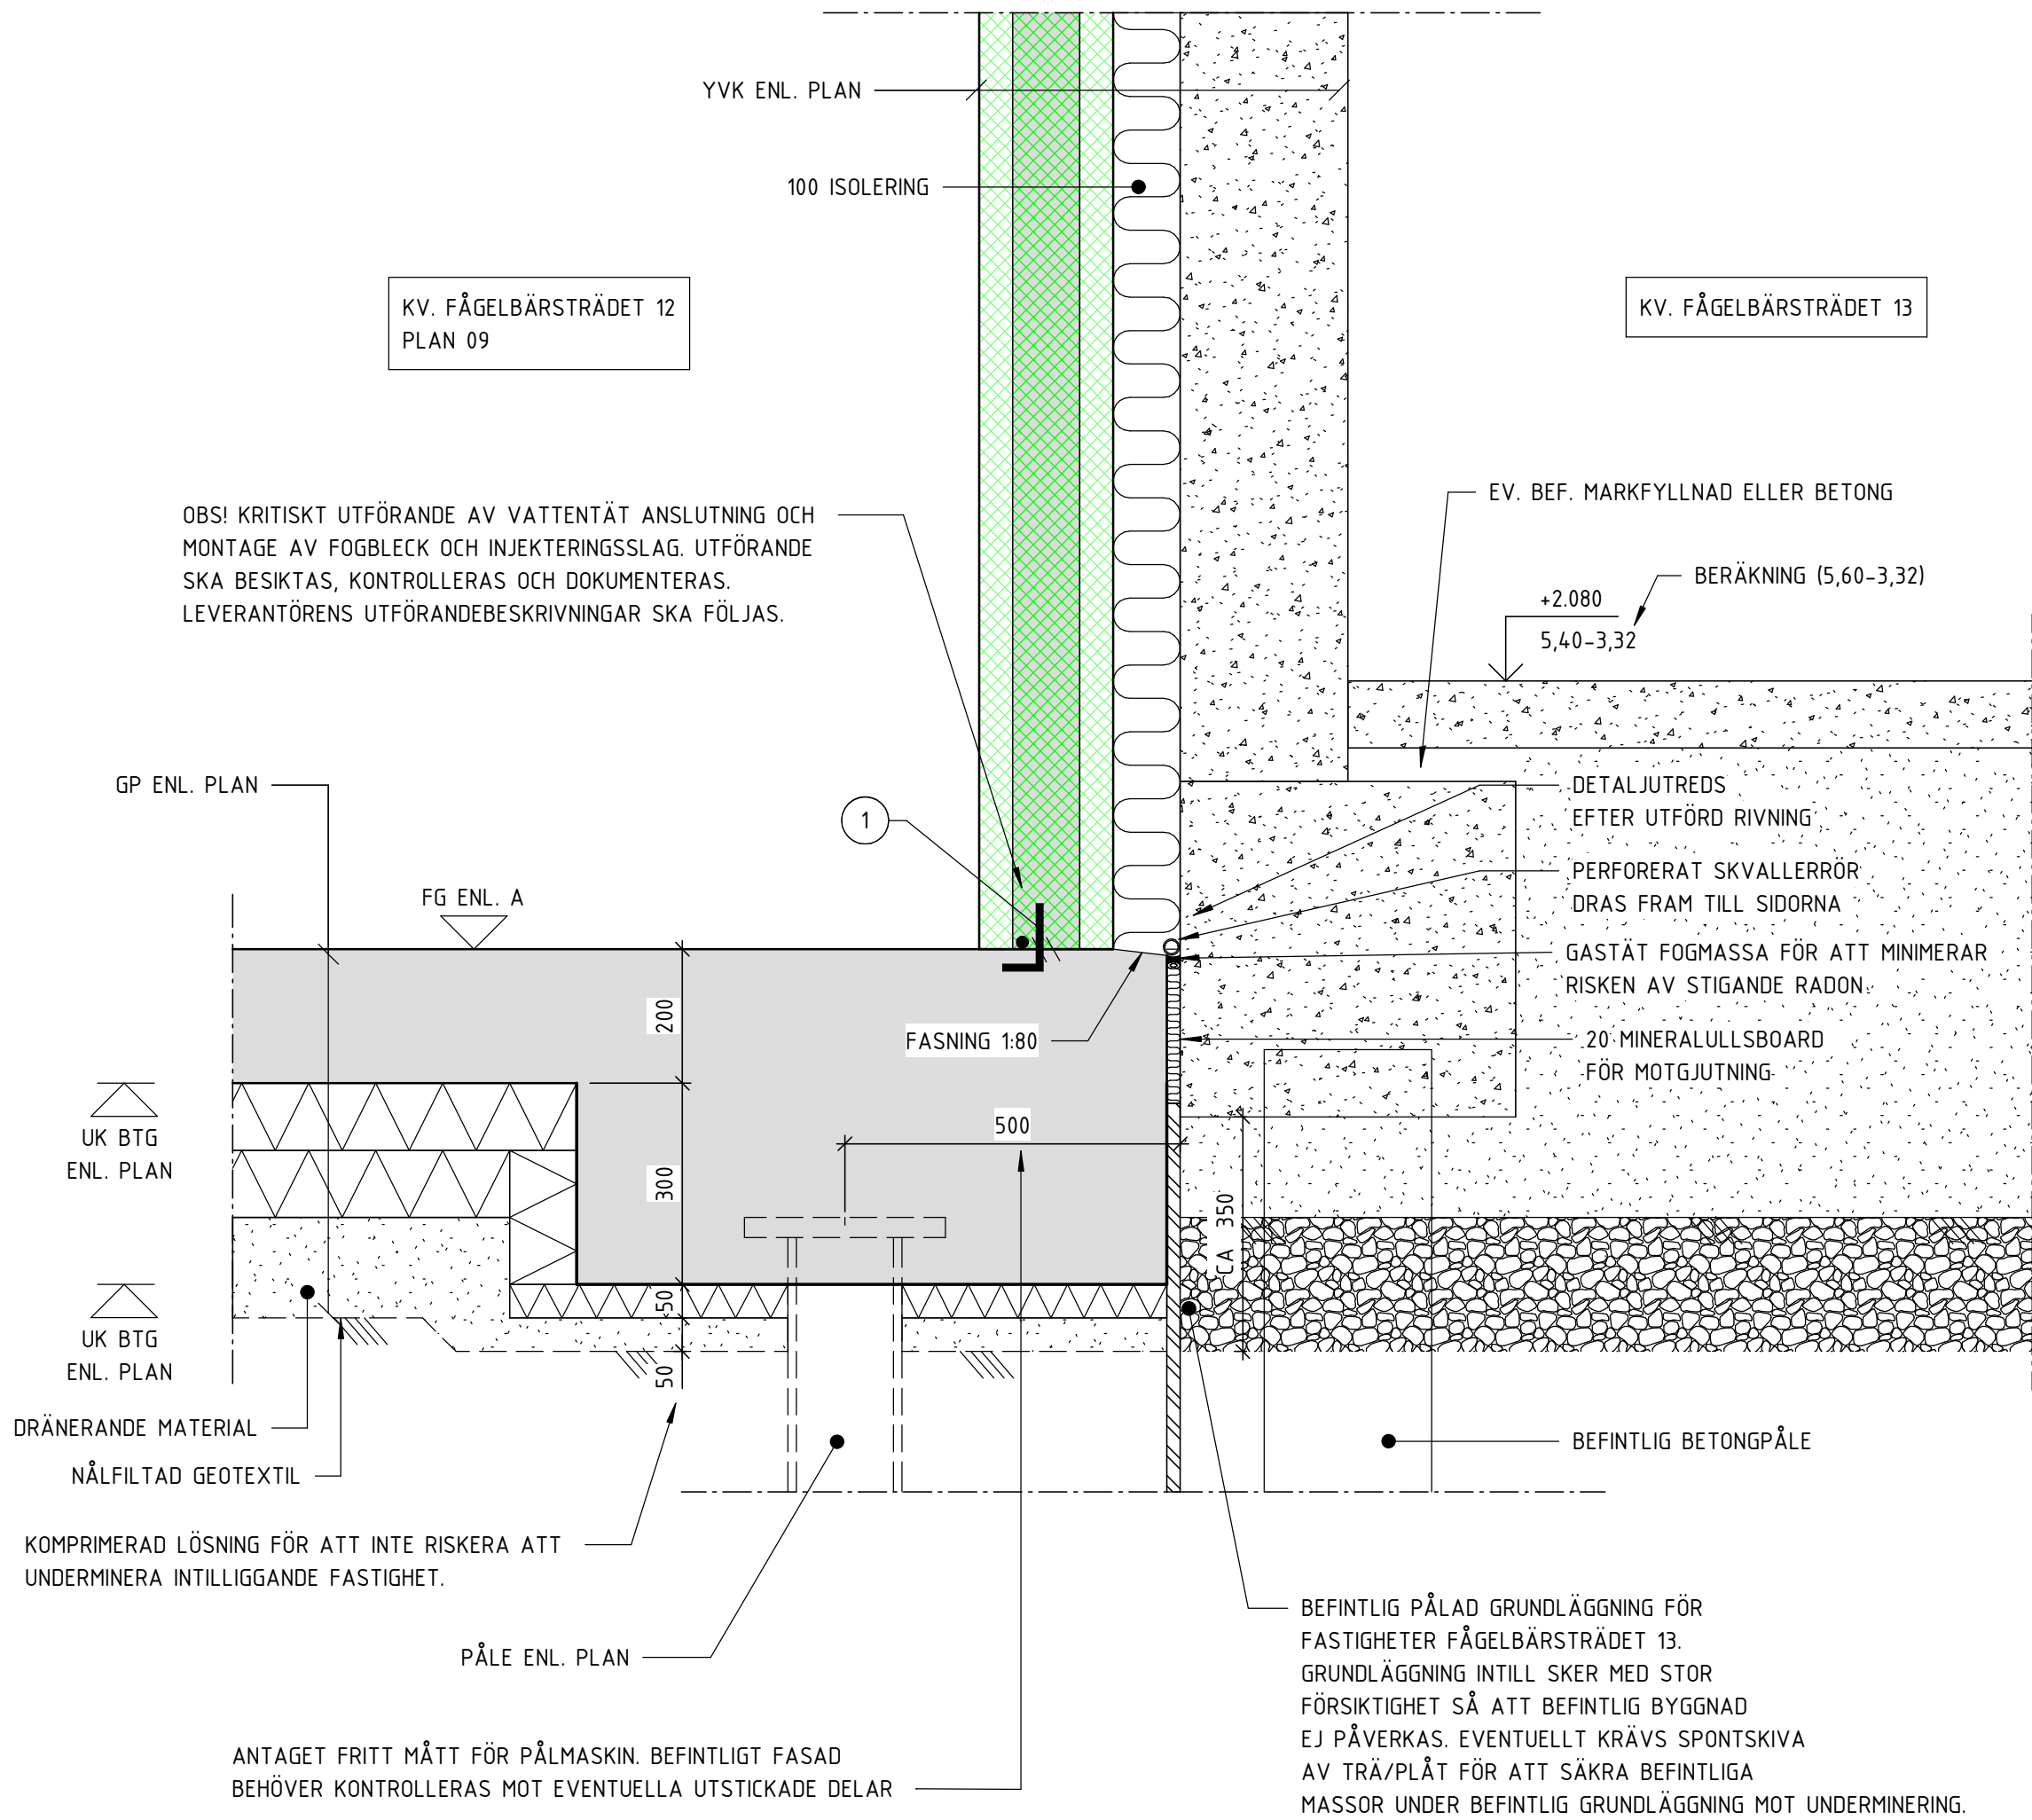 YVK ENL. PLAN
100 ISOLERING
KV. FÅGELBÄRSTRÄDET 12
PLAN 09
KV. FÅGELBÄRSTRÄDET 13
OBS! KRITISKT UTFÖRANDE AV VATTENTÄT ANSLUTNING OCH
MONTAGE AV FOGBLECK OCH INJEKTERINGSSLAG. UTFÖRANDE
SKA BESIKTAS, KONTROLLERAS OCH DOKUMENTERAS.
LEVERANTÖRENS UTFÖRANDEBESKRIVNINGAR SKA FÖLJAS.
EV. BEF. MARKFYLLNAD ELLER BETONG
BERÄKNING (5,60-3,32)
+2.080
5,40-3,32
GP ENL. PLAN
1
DETALJUTREDS
EFTER UTFÖRD RIVNING
PERFORERAT SKVALLERRÖR
DRAS FRAM TILL SIDORNA
FG ENL. A
GASTÄT FOGMASSA FÖR ATT MINIMERAR
RISKEN AV STIGANDE RADON.
200
FASNING 1:80
20 MINERALULLSBOARD
FÖR MOTGJUTNING
UK BTG
ENL. PLAN
500
300
CA 350
50
UK BTG
ENL. PLAN
50
DRÄNERANDE MATERIAL
BEFINTLIG BETONGPÅLE
NÅLFILTAD GEOTEXTIL
KOMPRIMERAD LÖSNING FÖR ATT INTE RISKERA ATT
UNDERMINERA INTILLIGGANDE FASTIGHET.
PÅLE ENL. PLAN
BEFINTLIG PÅLAD GRUNDLÄGGNING FÖR
FASTIGHETER FÅGELBÄRSTRÄDET 13.
GRUNDLÄGGNING INTILL SKER MED STOR
FÖRSIKTIGHET SÅ ATT BEFINTLIG BYGGNAD
EJ PÅVERKAS. EVENTUELLT KRÄVS SPONTSKIVA
AV TRÄ/PLÅT FÖR ATT SÄKRA BEFINTLIGA
MASSOR UNDER BEFINTLIG GRUNDLÄGGNING MOT UNDERMINERING.
ANTAGET FRITT MÅTT FÖR PÅLMASKIN. BEFINTLIGT FASAD
BEHÖVER KONTROLLERAS MOT EVENTUELLA UTSTICKADE DELAR